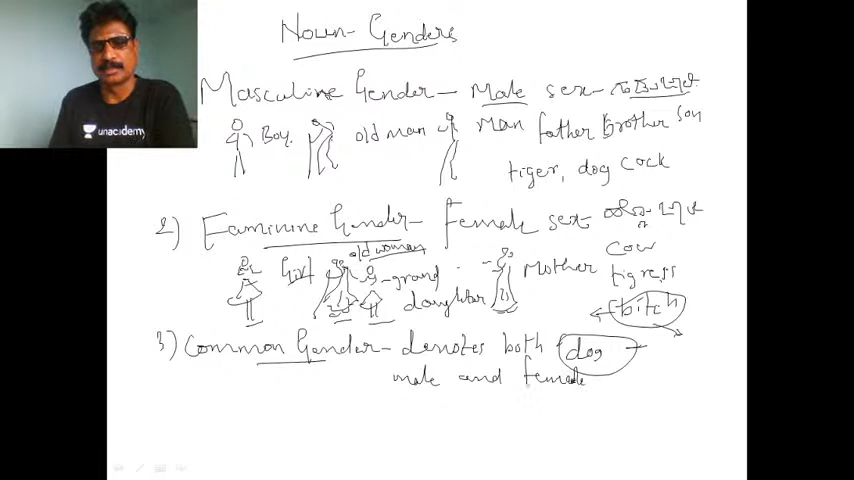 Noun- Genders
Masculine Gender- Male sex-
Boy. old man man father brother son
tiger, dog cock
unacademy
2) Faminine Gender- Female sex-
old woman cow
Girl -grand mother tigress
daughter bitch
3) Common Gender- denotes both dog
male and female